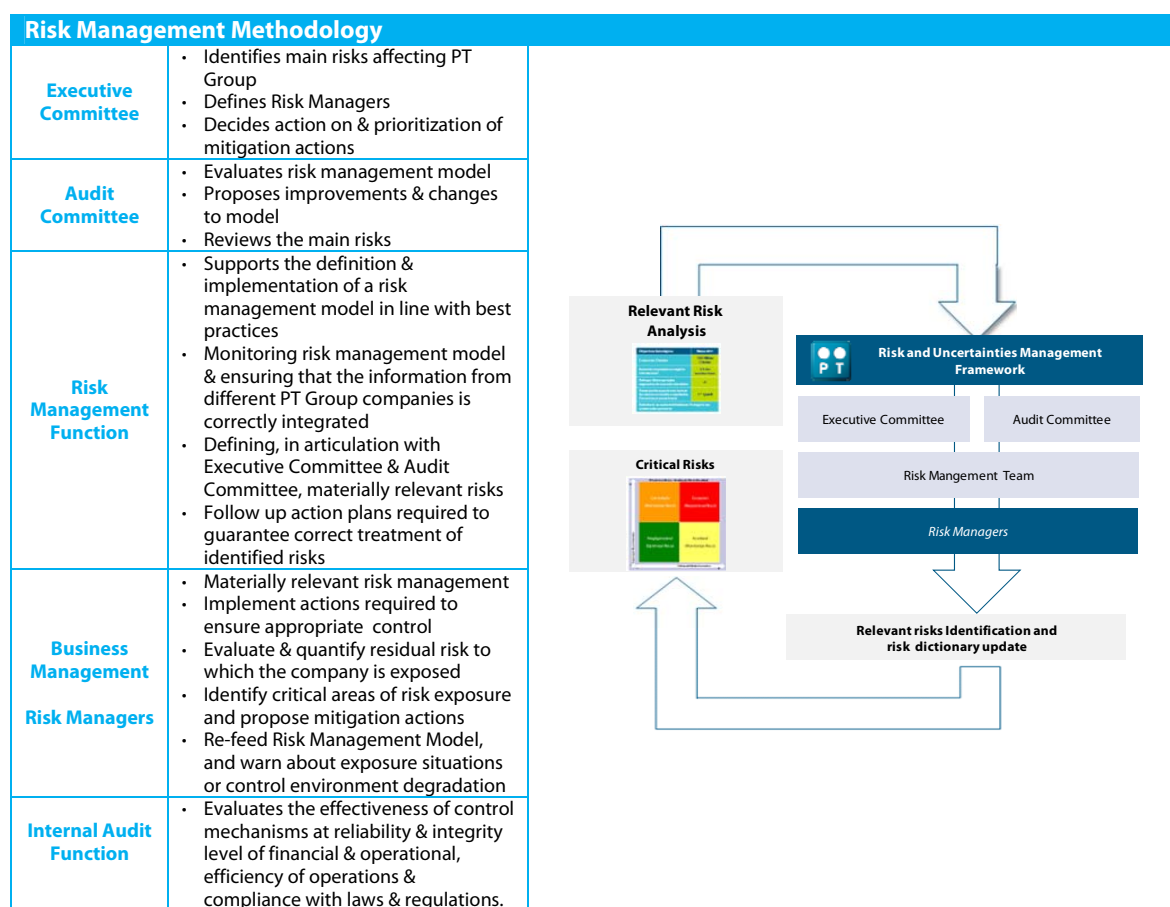 Risk Management Methodology
Executive
Committee
• Identifies main risks affecting PT
Group
• Defines Risk Managers
• Decides action on & prioritization of
mitigation actions
Audit
Committee
• Evaluates risk management model
• Proposes improvements & changes
to model
• Reviews the main risks
Risk
Management
Function
• Supports the definition &
implementation of a risk
management model in line with best
practices
• Monitoring risk management model
& ensuring that the information from
different PT Group companies is
correctly integrated
• Defining, in articulation with
Executive Committee & Audit
Committee, materially relevant risks
• Follow up action plans required to
guarantee correct treatment of
identified risks
Business
Management
Risk Managers
• Materially relevant risk management
• Implement actions required to
ensure appropriate control
• Evaluate & quantify residual risk to
which the company is exposed
• Identify critical areas of risk exposure
and propose mitigation actions
• Re-feed Risk Management Model,
and warn about exposure situations
or control environment degradation
Internal Audit
Function
• Evaluates the effectiveness of control
mechanisms at reliability & integrity
level of financial & operational,
efficiency of operations &
compliance with laws & regulations.
Relevant Risk
Analysis
Critical Risks
PT
Risk and Uncertainties Management
Framework
Executive Committee
Audit Committee
Risk Mangement Team
Risk Managers
Relevant risks Identification and
risk dictionary update